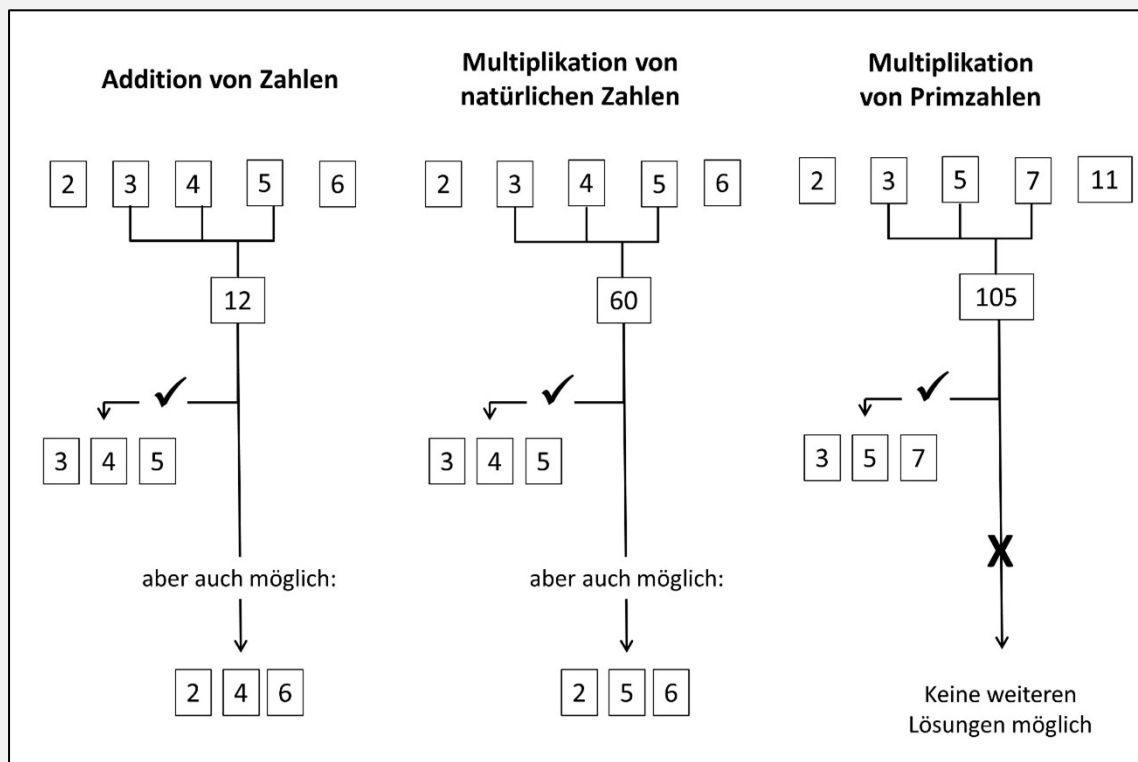 Addition von Zahlen
2 3 4 5 6
12
3 4 5
aber auch möglich:
2 4 6
Multiplikation von
natürlichen Zahlen
2 3 4 5 6
60
3 4 5
aber auch möglich:
2 5 6
Multiplikation
von Primzahlen
2 3 5 7 11
105
3 5 7
X
Keine weiteren
Lösungen möglich